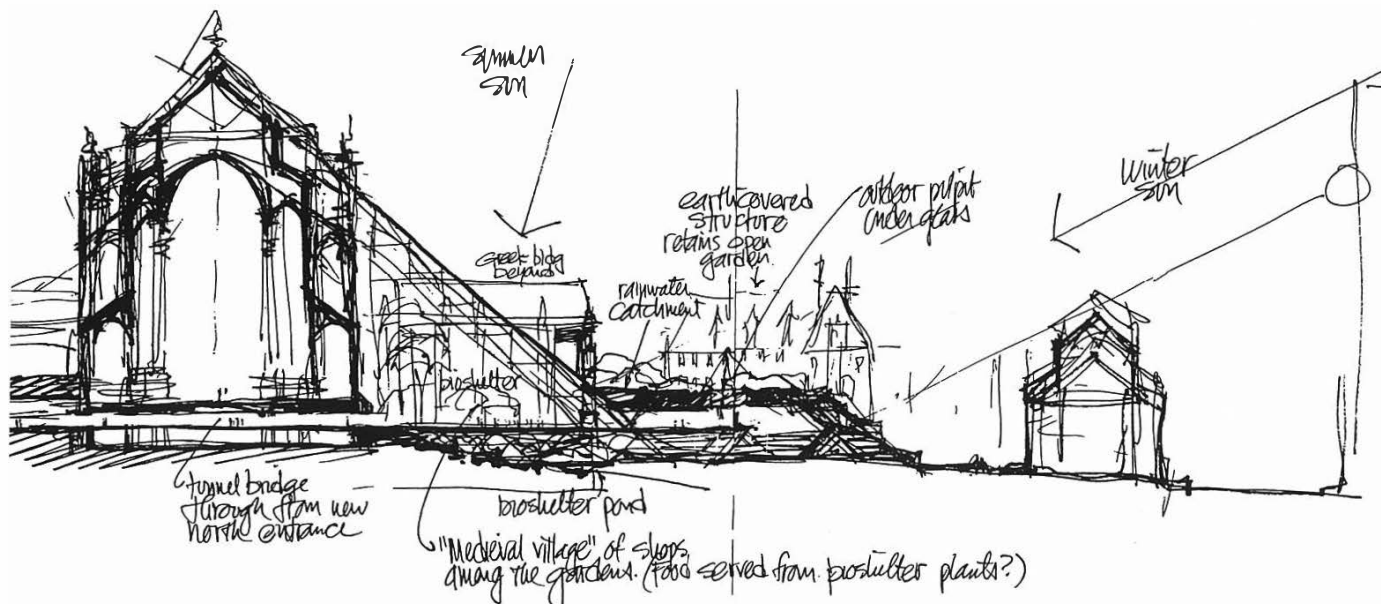 summer
sun
winter
sun
earth covered
structure
retains open
garden
outdoor pulpit
under glass
Greek bldg
beyond
rainwater
catchment
bioshelter
tunnel bridge
through from new
north entrance
bioshelter pond
"Medieval village" of shops
among the gardens. (Food served from bioshelter plants?)